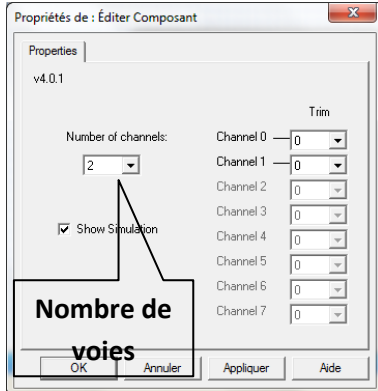 Propriétés de : Éditer Composant
Properties
v4.0.1
Trim
Number of channels:
Channel 0
0
2
Channel 1
0
Channel 2
0
Channel 3
0
Show Simulation
Channel 4
0
Channel 5
0
Channel 6
0
Channel 7
0
Nombre de
voies
OK
Annuler
Appliquer
Aide